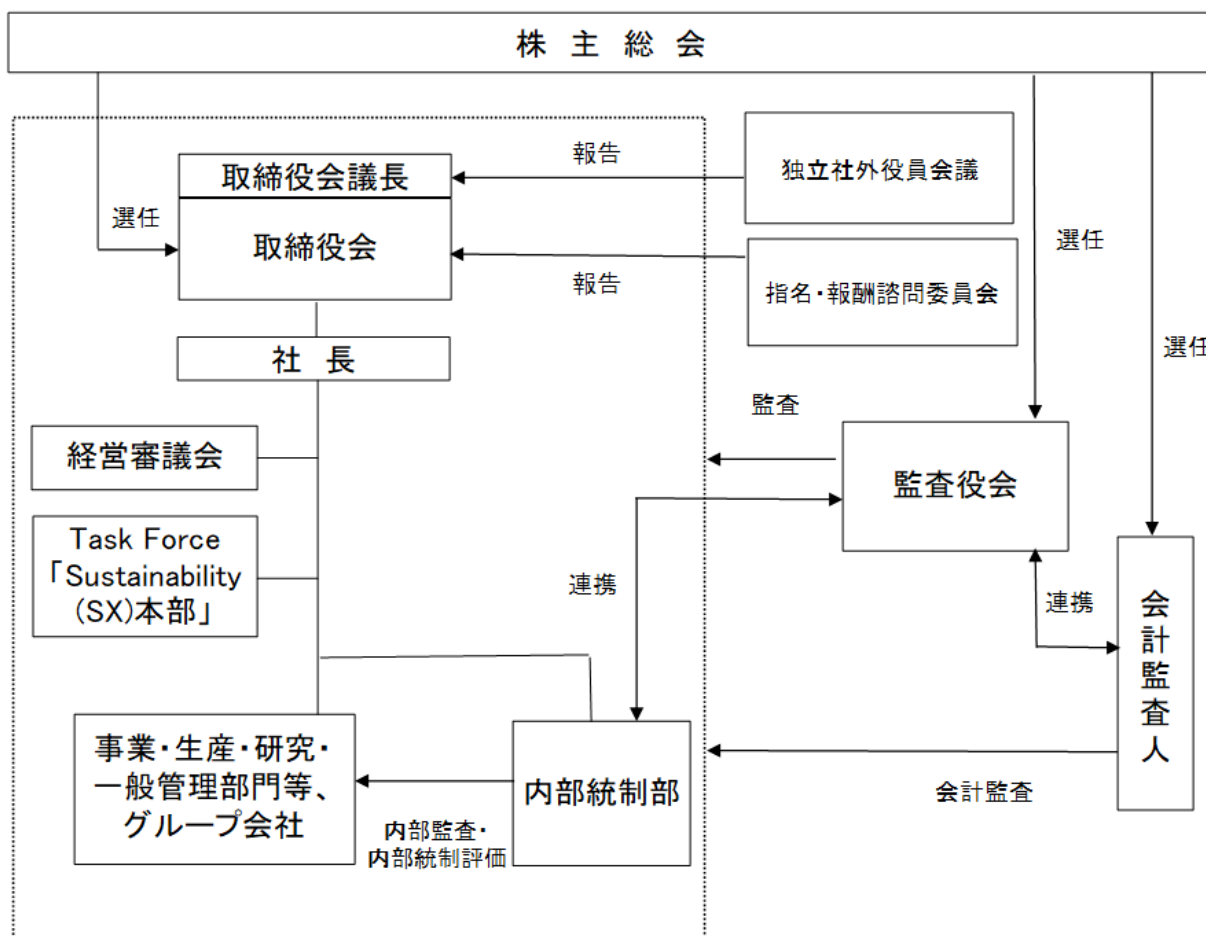 株 主 総 会
報告
取締役会議長
独立社外役員会議
選任
選任
取締役会
報告
指名・報酬諮問委員会
選任
社 長
監査
経営審議会
監査役会
Task Force
「Sustainability
(SX)本部」
連携
連携
会計監査人
事業・生産・研究・
一般管理部門等、
グループ会社
内部統制部
会計監査
内部監査・
内部統制評価